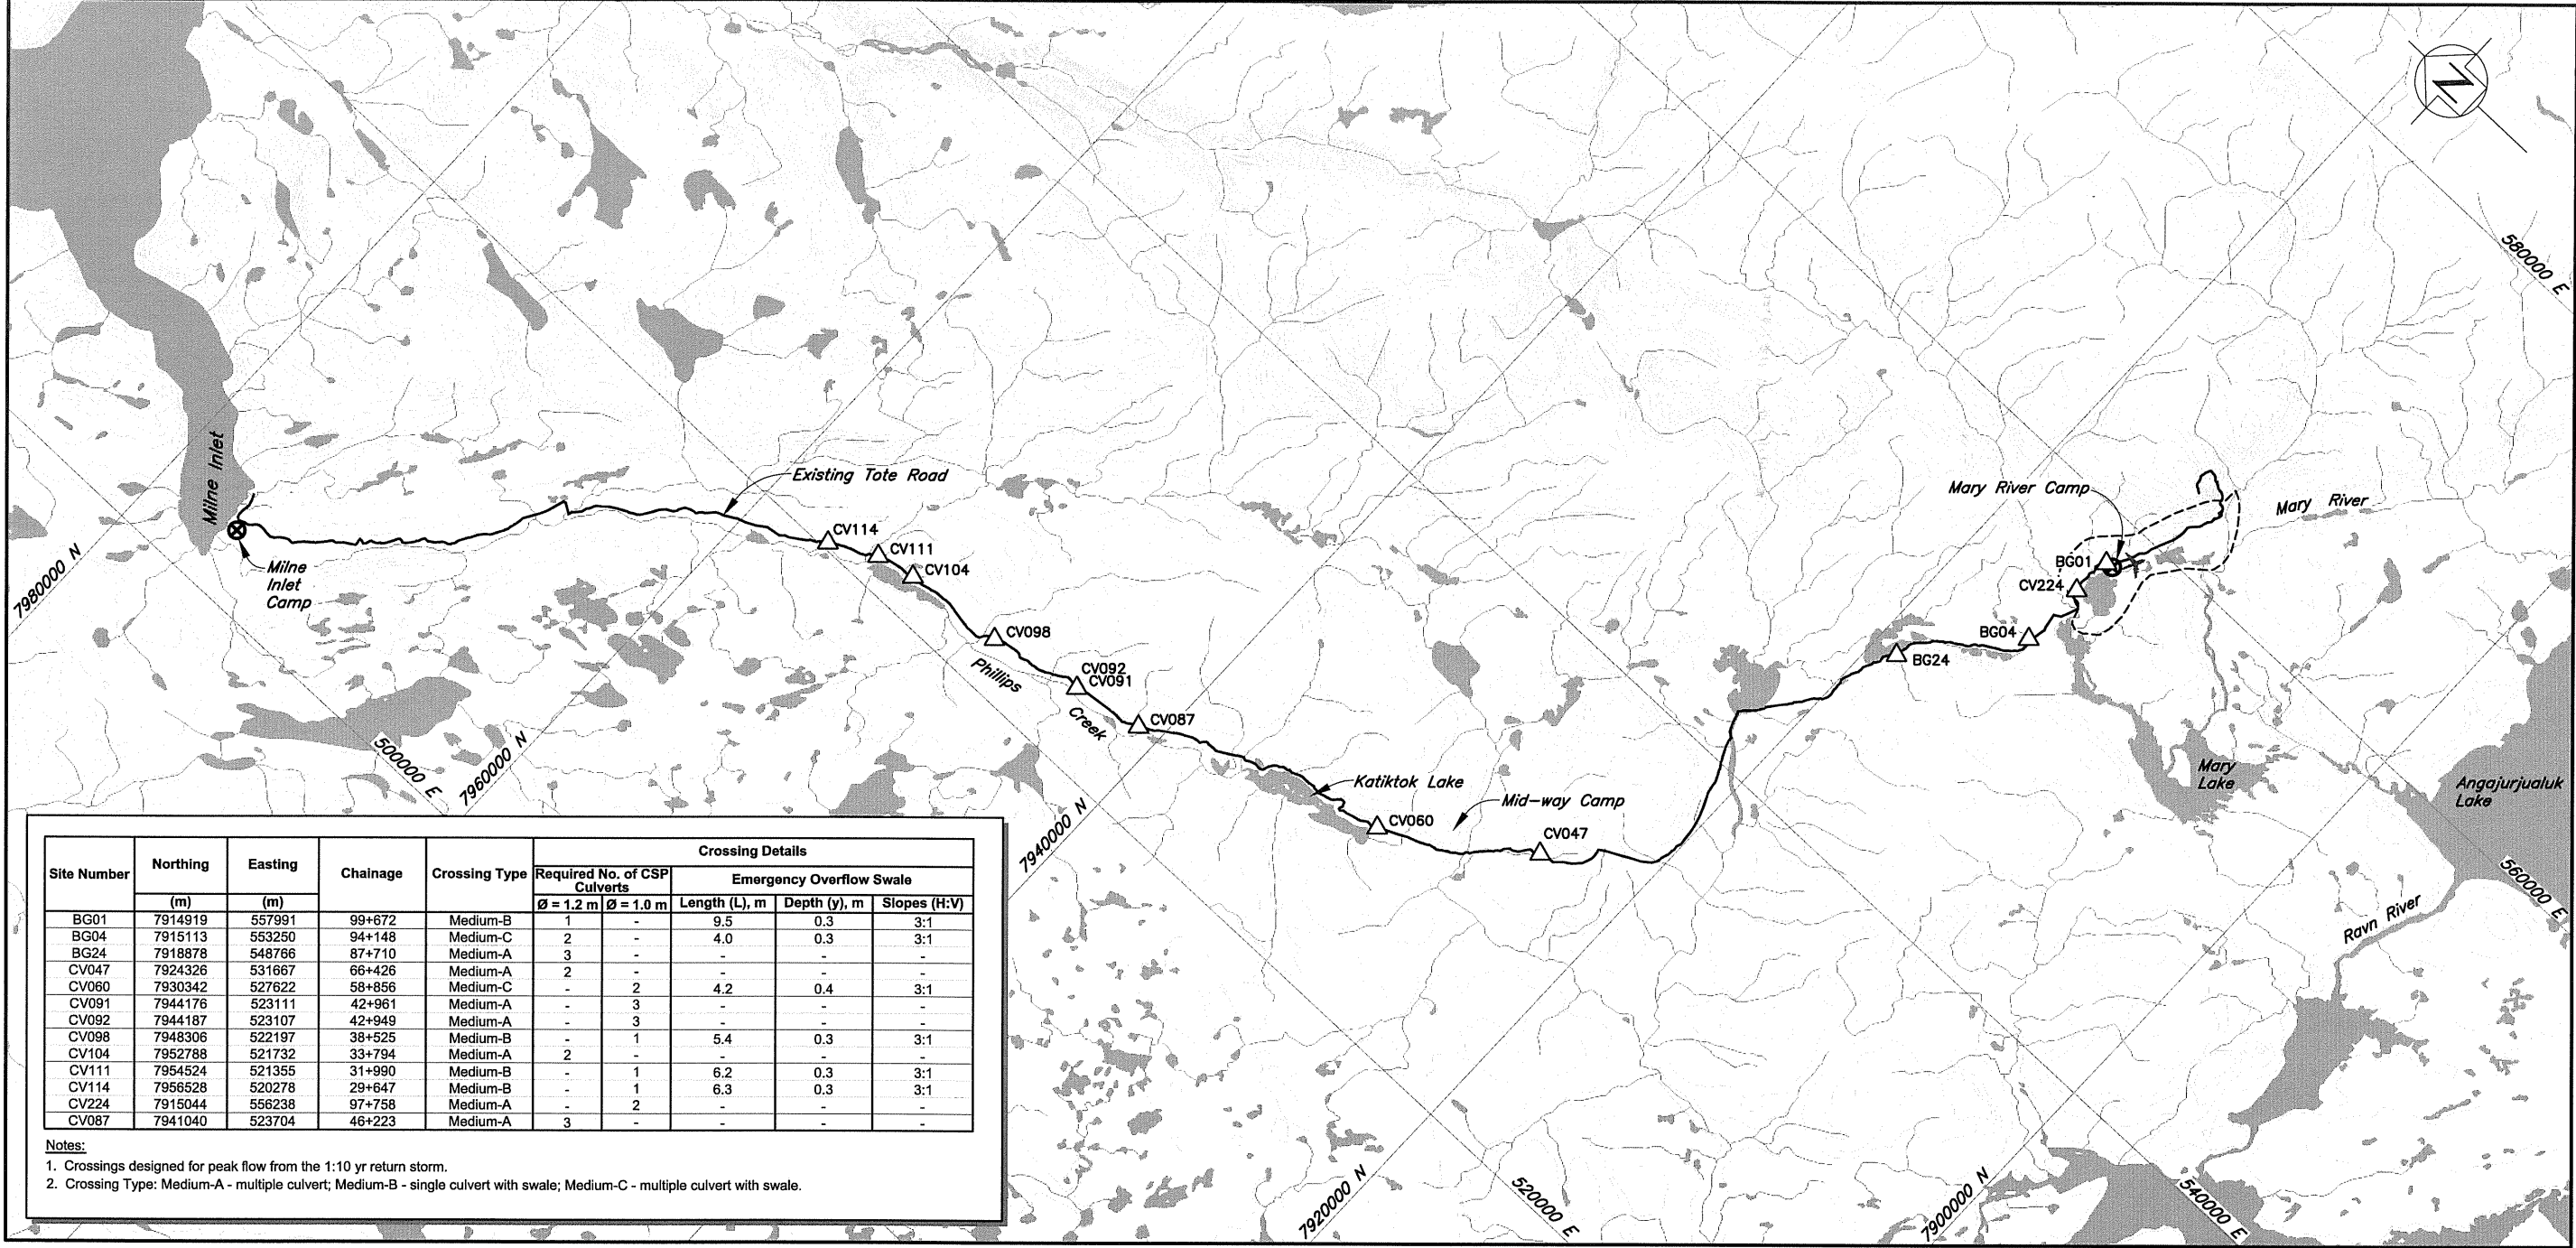 N
580000 E
Milne Inlet
Existing Tote Road
Mary River Camp
Mary River
CV114
CV111
CV104
BG01
CV224
7980000 N
Milne
Inlet
Camp
CV098
BG04
BG24
CV092
CV091
Phillips
Creek
CV087
500000 E
7960000 N
Katiktok Lake
Mid-way Camp
Mary
Lake
Angajurjualuk
Lake
CV060
CV047
7940000 N
560000 E
Ravn River
7920000 N
520000 E
7900000 N
540000 E
Crossing Details
Site Number Northing Easting Chainage Crossing Type Required No. of CSP Culverts Emergency Overflow Swale
(m) (m) Ø = 1.2 m Ø = 1.0 m Length (L), m Depth (y), m Slopes (H:V)
BG01 7914919 557991 99+672 Medium-B 1 - 9.5 0.3 3:1
BG04 7915113 553250 94+148 Medium-C 2 - 4.0 0.3 3:1
BG24 7918878 548766 87+710 Medium-A 3 - - - -
CV047 7924326 531667 66+426 Medium-A 2 - - - -
CV060 7930342 527622 58+856 Medium-C - 2 4.2 0.4 3:1
CV091 7944176 523111 42+961 Medium-A - 3 - - -
CV092 7944187 523107 42+949 Medium-A - 3 - - -
CV098 7948306 522197 38+525 Medium-B - 1 5.4 0.3 3:1
CV104 7952788 521732 33+794 Medium-A 2 - - - -
CV111 7954524 521355 31+990 Medium-B - 1 6.2 0.3 3:1
CV114 7956528 520278 29+647 Medium-B - 1 6.3 0.3 3:1
CV224 7915044 556238 97+758 Medium-A - 2 - - -
CV087 7941040 523704 46+223 Medium-A 3 - - - -
Notes:
1. Crossings designed for peak flow from the 1:10 yr return storm.
2. Crossing Type: Medium-A - multiple culvert; Medium-B - single culvert with swale; Medium-C - multiple culvert with swale.